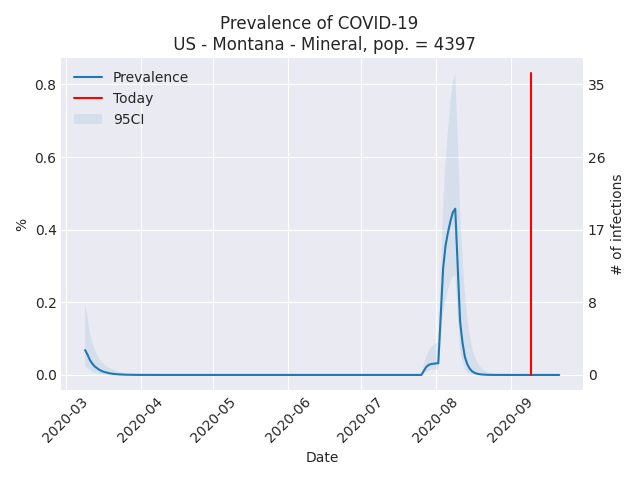 Prevalence of COVID-19
US - Montana - Mineral, pop. = 4397
Prevalence
Today
95CI
0.8
0.6
0.4
0.2
0.0
%
35
26
17
8
0
# of infections
2020-03
2020-04
2020-05
2020-06
2020-07
2020-08
2020-09
Date